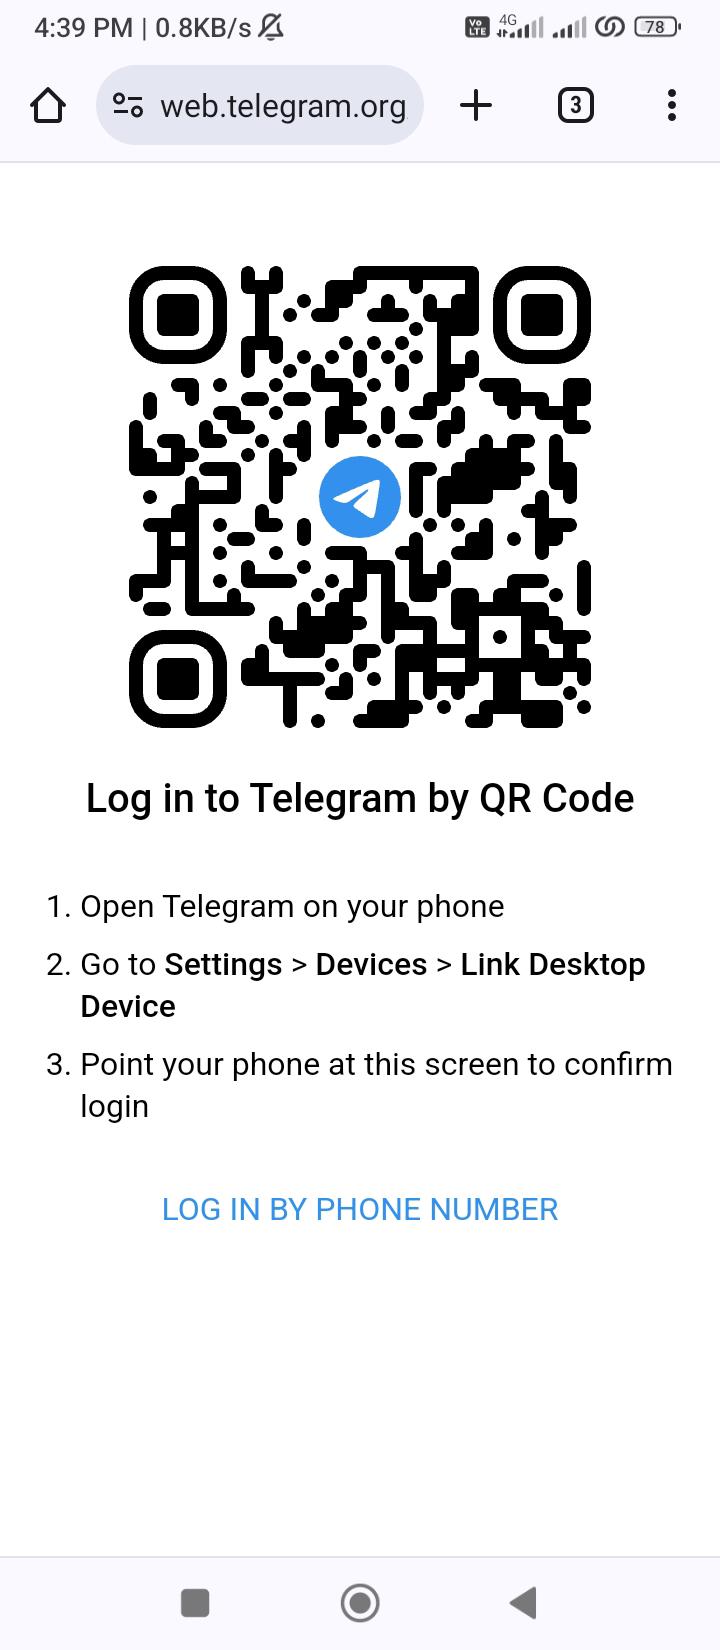 4:39 PM | 0.8KB/s
Vo LTE 4G 78
web.telegram.org
3
Log in to Telegram by QR Code
1. Open Telegram on your phone
2. Go to Settings > Devices > Link Desktop
Device
3. Point your phone at this screen to confirm
login
LOG IN BY PHONE NUMBER